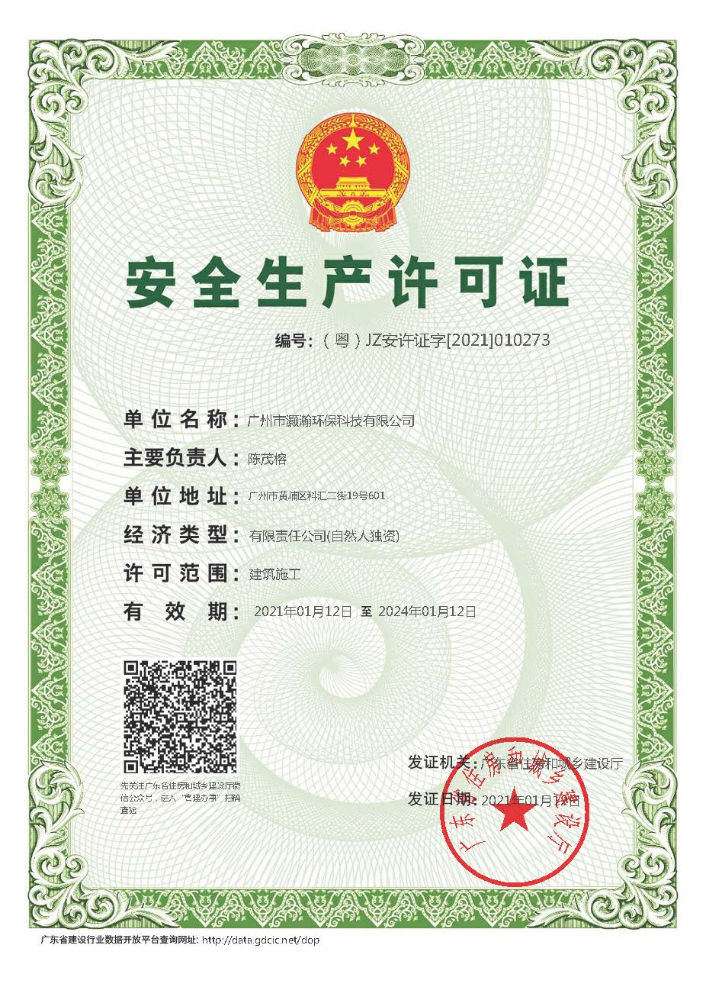 安全生产许可证
编号：（粤）JZ安许证字[2021]010273
单位名称：广州市灏瀚环保科技有限公司
主要负责人：陈茂榕
单位地址：广州市黄埔区科汇二街19号601
经济类型：有限责任公司(自然人独资)
许可范围：建筑施工
有效期：2021年01月12日 至 2024年01月12日
先关注广东省住房和城乡建设厅微
信公众号，进入“粤建办事”扫码
查验
发证机关：广东省住房和城乡建设厅
发证日期：2021年01月12日
广东省住房和城乡建设厅
广东省建设行业数据开放平台查询网址：http://data.gdcic.net/dop